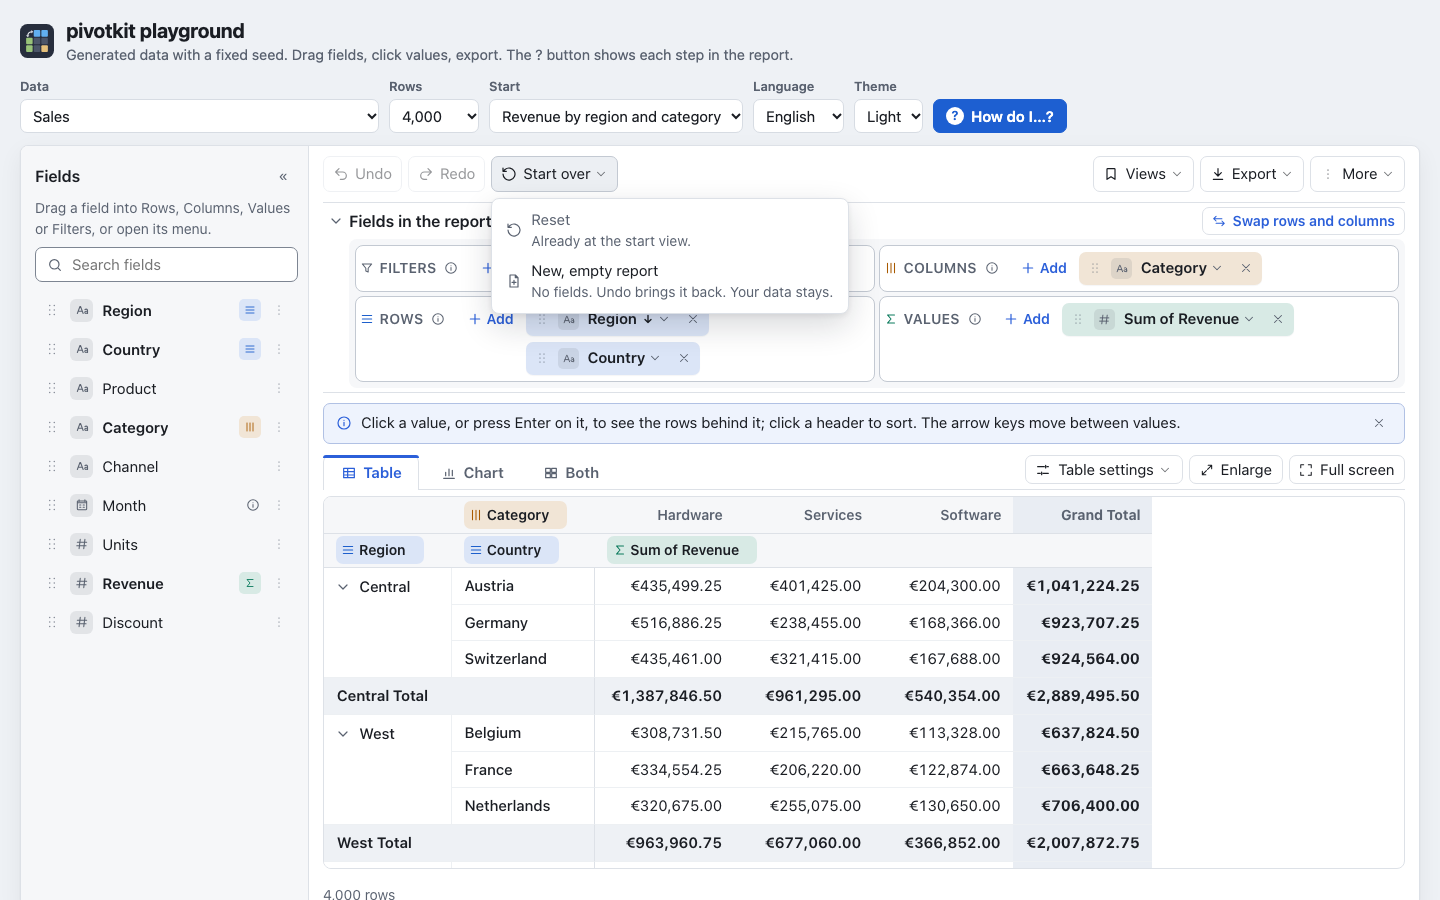 pivotkit playground
Generated data with a fixed seed. Drag fields, click values, export. The ? button shows each step in the report.
Data Rows Start Language Theme
Sales 4,000 Revenue by region and category English Light ? How do I...?
Fields «
Drag a field into Rows, Columns, Values
or Filters, or open its menu.
Search fields
Aa Region
Aa Country
Aa Product
Aa Category
Aa Channel
Month
# Units
# Revenue Σ
# Discount
Undo Redo Start over Views Export More
Reset
Already at the start view.
New, empty report
No fields. Undo brings it back. Your data stays.
Fields in the report Swap rows and columns
FILTERS
COLUMNS + Add Aa Category ×
ROWS + Add Aa Region ↓ ×
Aa Country ×
Σ VALUES + Add # Sum of Revenue ×
Click a value, or press Enter on it, to see the rows behind it; click a header to sort. The arrow keys move between values. ×
Table Chart Both Table settings Enlarge Full screen
Category Hardware Services Software Grand Total
Region Country Σ Sum of Revenue
Central Austria €435,499.25 €401,425.00 €204,300.00 €1,041,224.25
Germany €516,886.25 €238,455.00 €168,366.00 €923,707.25
Switzerland €435,461.00 €321,415.00 €167,688.00 €924,564.00
Central Total €1,387,846.50 €961,295.00 €540,354.00 €2,889,495.50
West Belgium €308,731.50 €215,765.00 €113,328.00 €637,824.50
France €334,554.25 €206,220.00 €122,874.00 €663,648.25
Netherlands €320,675.00 €255,075.00 €130,650.00 €706,400.00
West Total €963,960.75 €677,060.00 €366,852.00 €2,007,872.75
4,000 rows